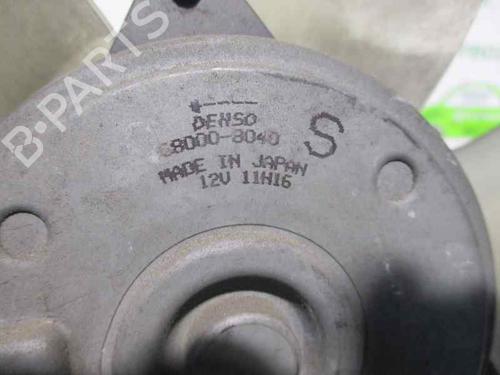 DENSO
68000-8040
MADE IN JAPAN
12V 11H16
S
B-PARTS